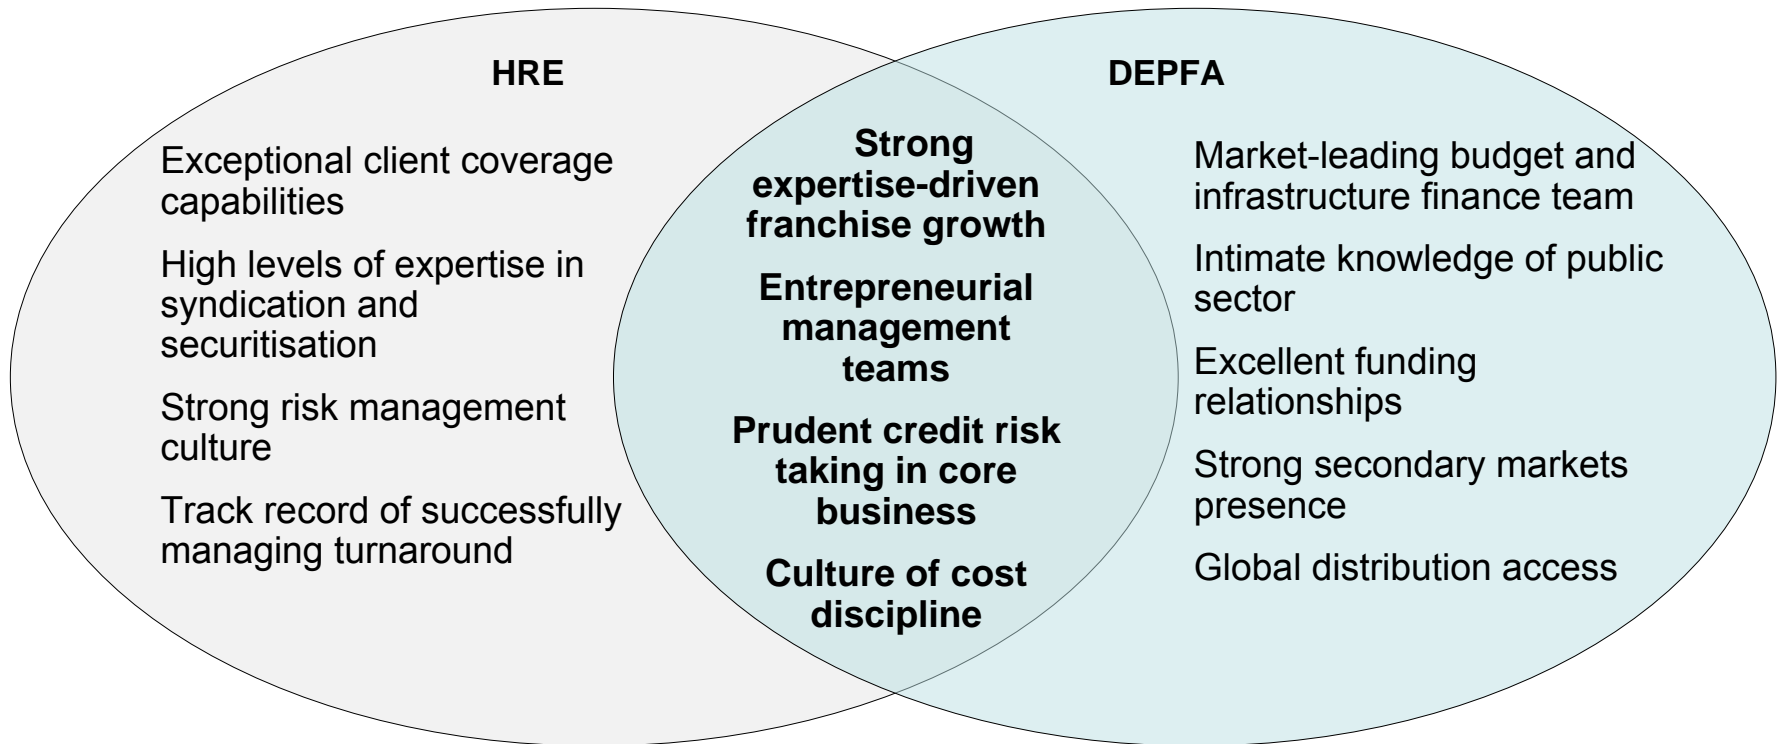 HRE
Exceptional client coverage
capabilities
High levels of expertise in
syndication and
securitisation
Strong risk management
culture
Track record of successfully
managing turnaround
Strong
expertise-driven
franchise growth
Entrepreneurial
management
teams
Prudent credit risk
taking in core
business
Culture of cost
discipline
DEPFA
Market-leading budget and
infrastructure finance team
Intimate knowledge of public
sector
Excellent funding
relationships
Strong secondary markets
presence
Global distribution access